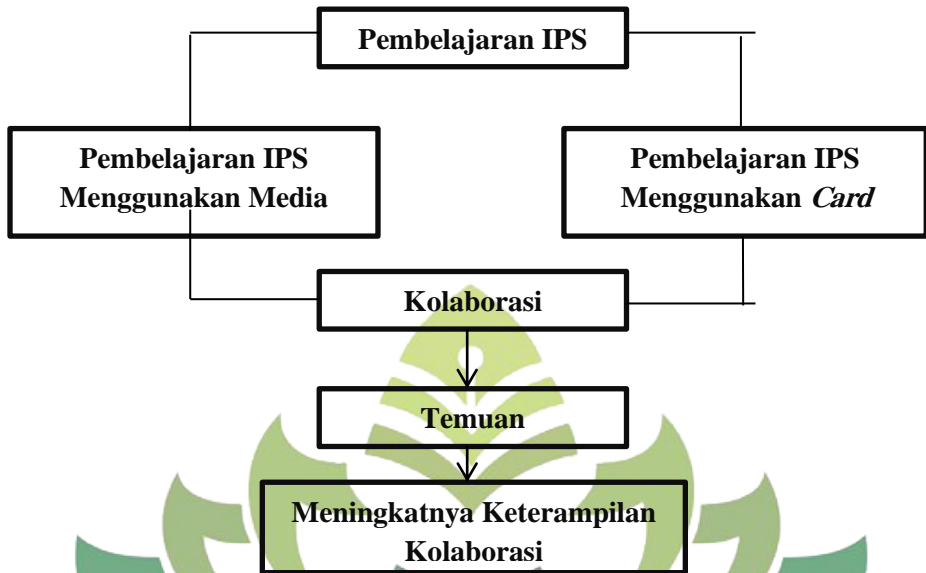 Pembelajaran IPS
Pembelajaran IPS
Menggunakan Media
Pembelajaran IPS
Menggunakan Card
Kolaborasi
Temuan
Meningkatnya Keterampilan
Kolaborasi